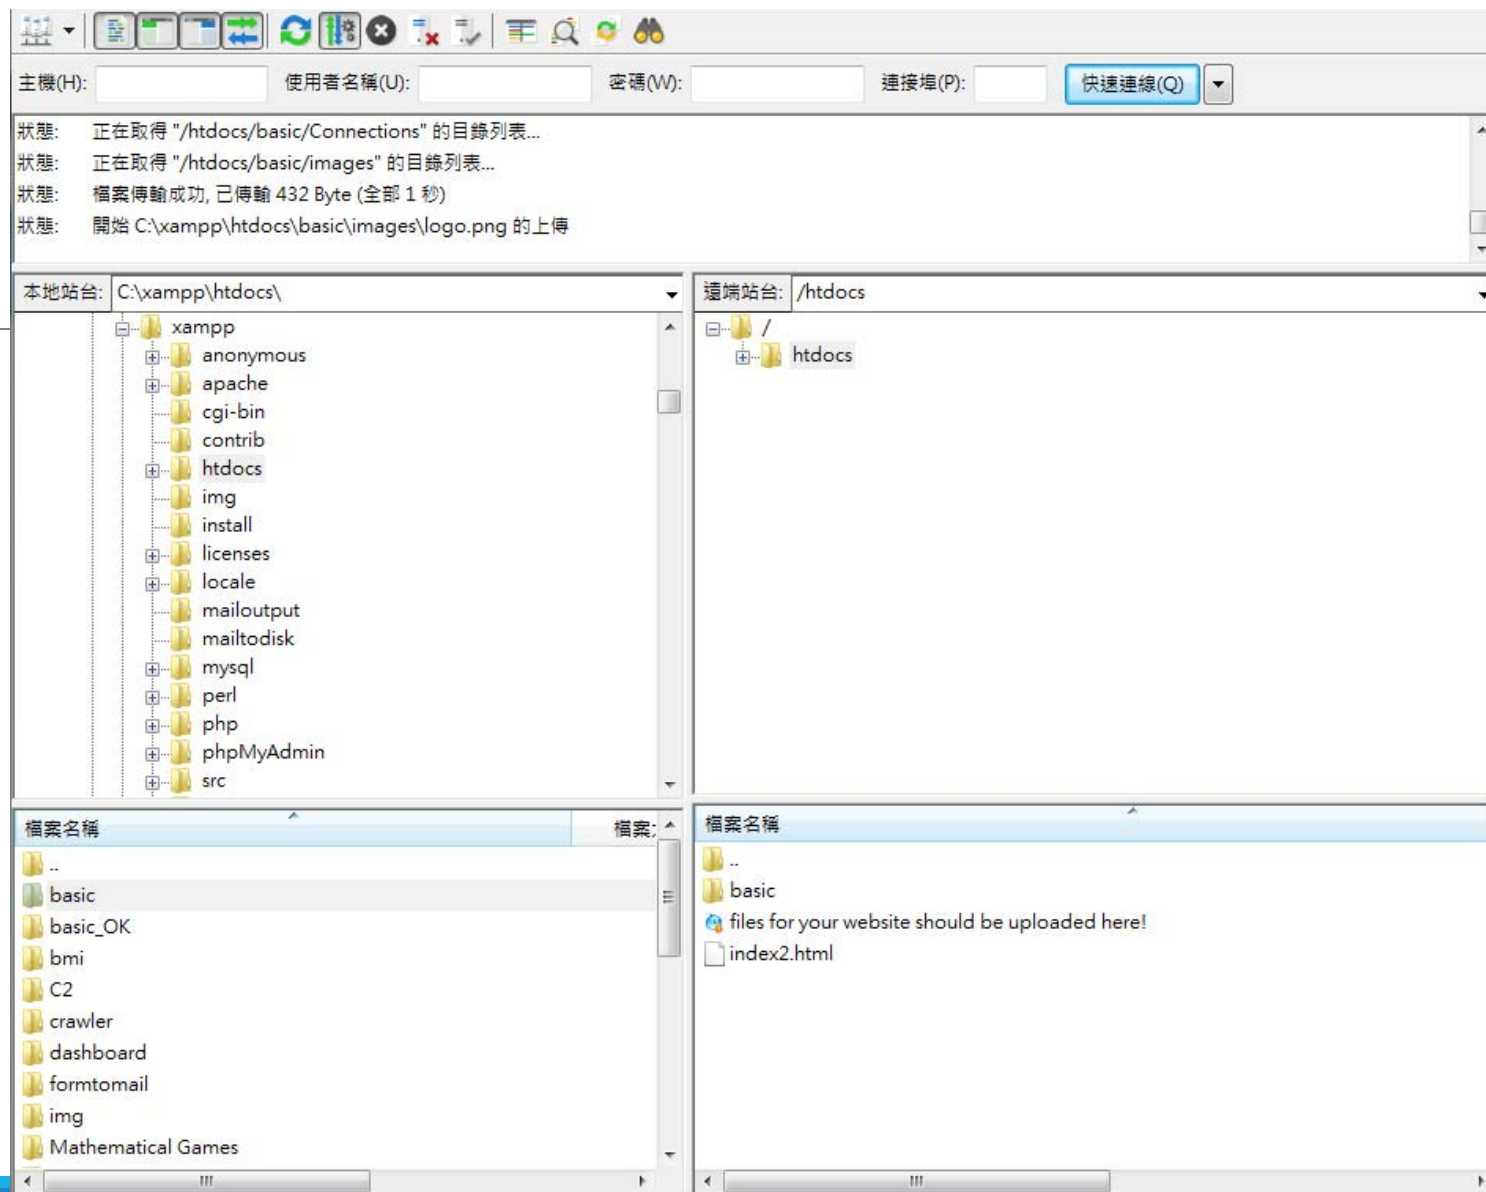 主機(H): 使用者名稱(U): 密碼(W): 連接埠(P): 快速連線(Q)
狀態: 正在取得 "/htdocs/basic/Connections" 的目錄列表...
狀態: 正在取得 "/htdocs/basic/images" 的目錄列表...
狀態: 檔案傳輸成功, 已傳輸 432 Byte (全部 1 秒)
狀態: 開始 C:\xampp\htdocs\basic\images\logo.png 的上傳
本地站台: C:\xampp\htdocs\
xampp
anonymous
apache
cgi-bin
contrib
htdocs
img
install
licenses
locale
mailoutput
mailtodisk
mysql
perl
php
phpMyAdmin
src
遠端站台: /htdocs
/
htdocs
檔案名稱 檔案
..
basic
basic_OK
bmi
C2
crawler
dashboard
formtomail
img
Mathematical Games
檔案名稱
..
basic
files for your website should be uploaded here!
index2.html